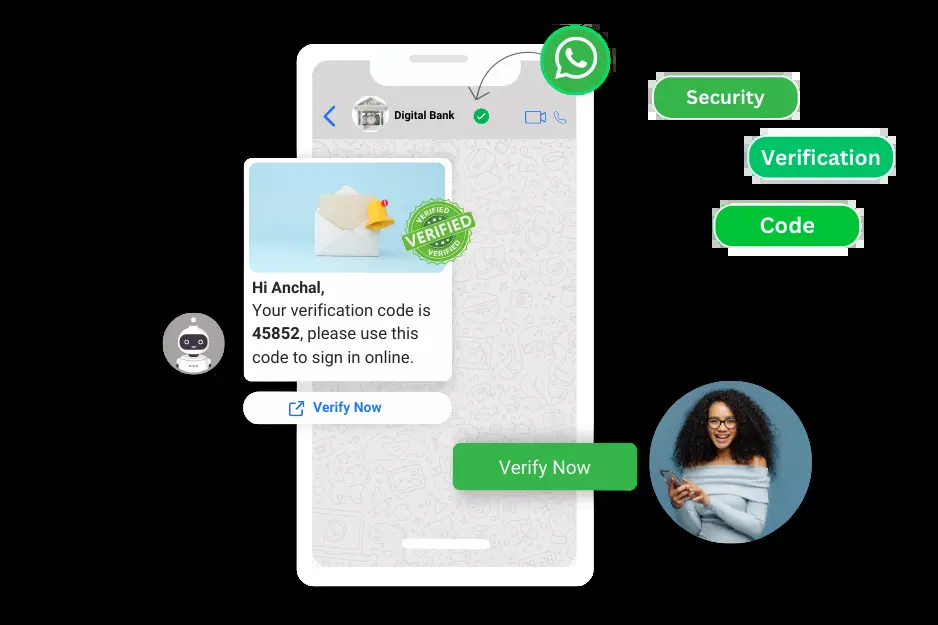 Digital Bank
Security
Verification
Code
VERIFIED
VERIFIED
VERIFIED
Hi Anchal,
Your verification code is
45852, please use this
code to sign in online.
Verify Now
Verify Now